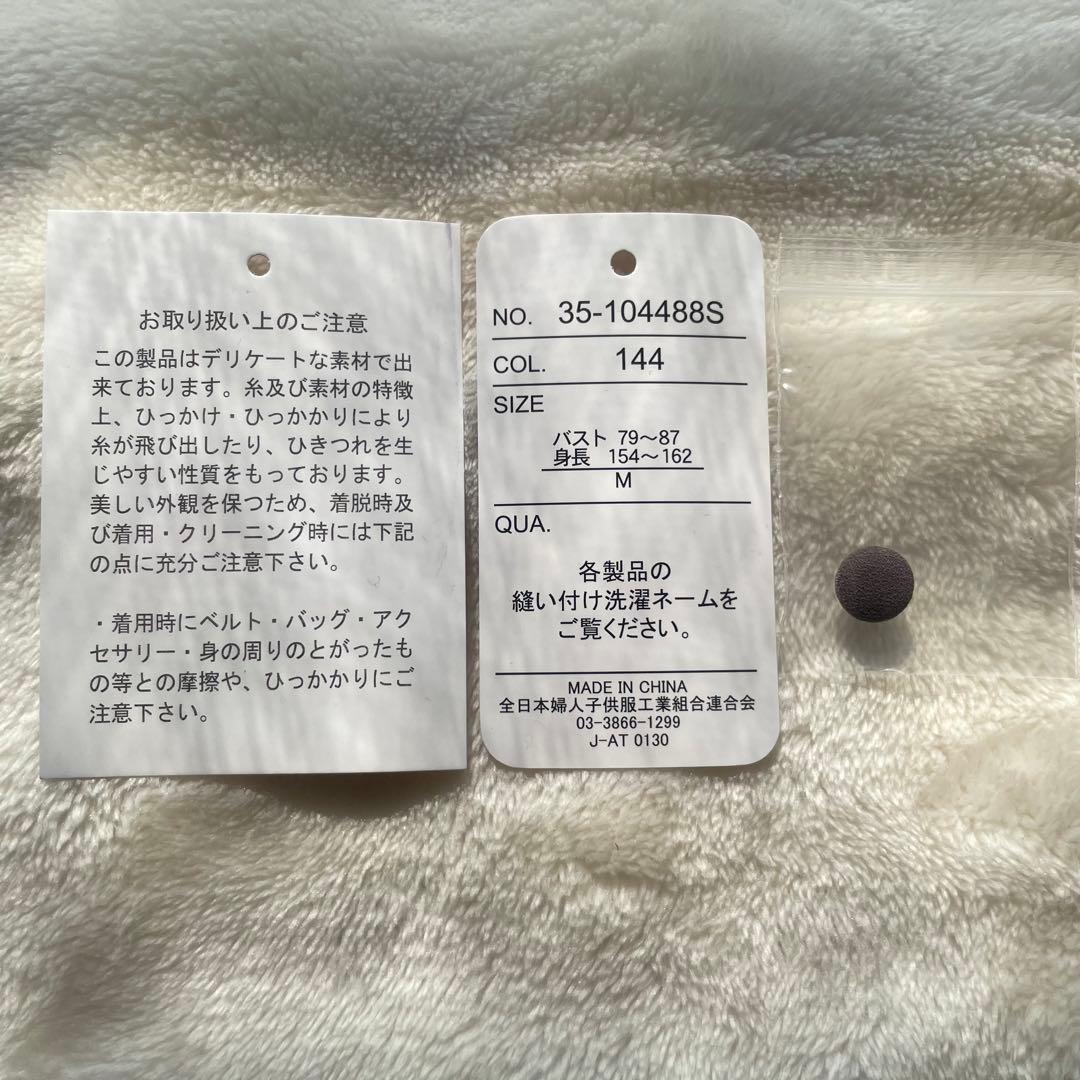 お取り扱い上のご注意
この製品はデリケートな素材で出
来ております。糸及び素材の特徴
上、ひっかけ・ひっかかりにより
糸が飛び出したり、ひきつれを生
じやすい性質をもっております。
美しい外観を保つため、着脱時及
び着用・クリーニング時には下記
の点に充分ご注意下さい。
・着用時にベルト・バッグ・アク
セサリー・身の周りのとがったも
の等との摩擦や、ひっかかりにご
注意下さい。
NO. 35-104488S
COL. 144
SIZE
バスト 79～87
身長 154～162
M
QUA.
各製品の
縫い付け洗濯ネームを
ご覧ください。
MADE IN CHINA
全日本婦人子供服工業組合連合会
03-3866-1299
J-AT 0130